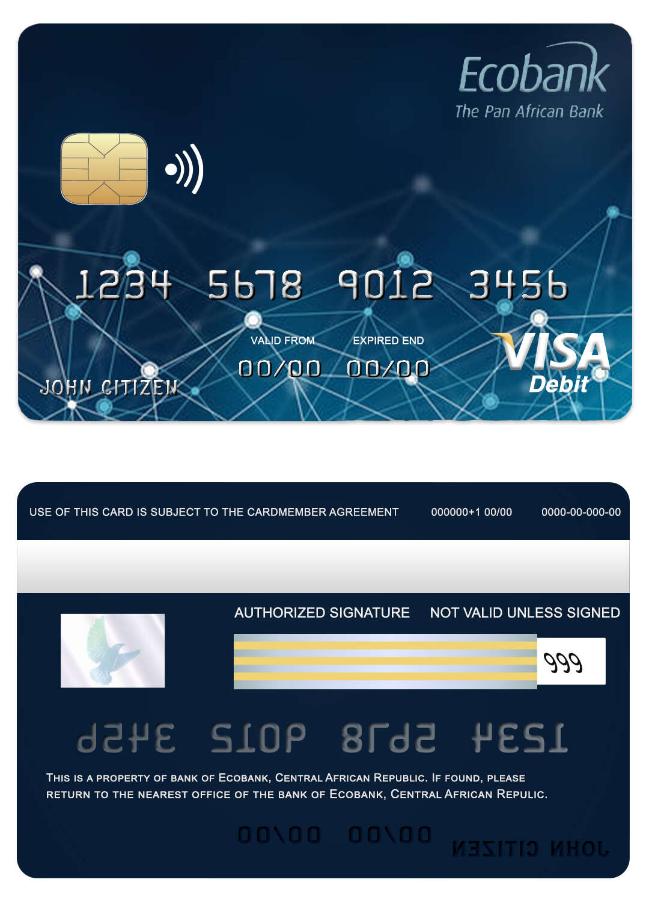 Ecobank
The Pan African Bank
1234 5678 9012 3456
VALID FROM EXPIRED END
00/00 00/00
JOHN CITIZEN
VISA
Debit
USE OF THIS CARD IS SUBJECT TO THE CARDMEMBER AGREEMENT 000000+1 00/00 0000-00-000-00
AUTHORIZED SIGNATURE NOT VALID UNLESS SIGNED
999
1234 5678 9012 3456
THIS IS A PROPERTY OF BANK OF ECOBANK, CENTRAL AFRICAN REPUBLIC. IF FOUND, PLEASE
RETURN TO THE NEAREST OFFICE OF THE BANK OF ECOBANK, CENTRAL AFRICAN REPULIC.
00/00 00/00
JOHN CITIZEN